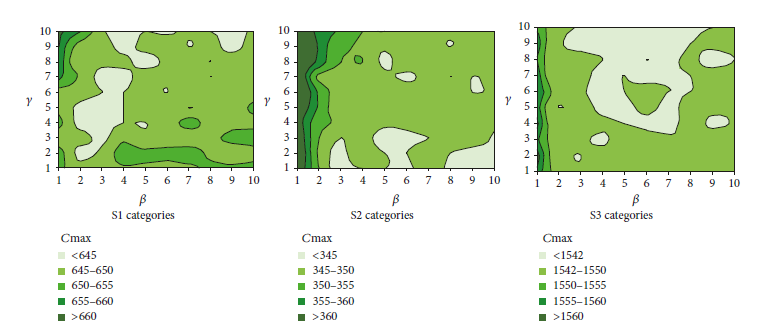 10 10 10
9 9 9
8 8 8
7 7 7
γ 6 γ 6 γ 6
5 5 5
4 4 4
3 3 3
2 2 2
1 1 1
1 2 3 4 5 6 7 8 9 10 1 2 3 4 5 6 7 8 9 10 1 2 3 4 5 6 7 8 9 10
β β β
S1 categories S2 categories S3 categories
Cmax Cmax Cmax
<645 <345 <1542
645–650 345–350 1542–1550
650–655 350–355 1550–1555
655–660 355–360 1555–1560
>660 >360 >1560